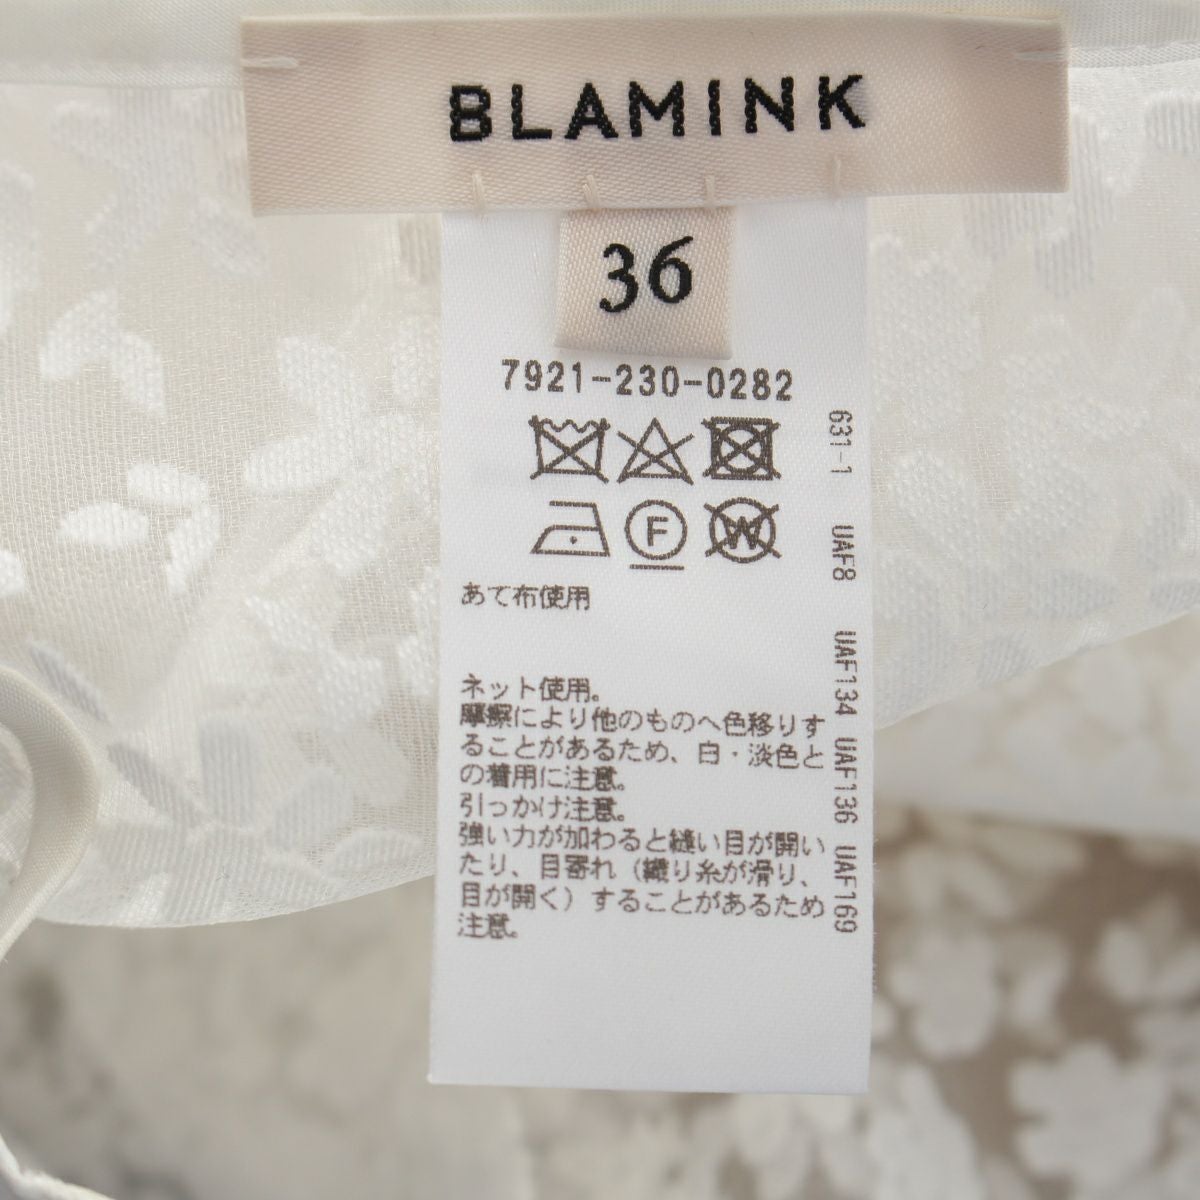 BLAMINK
36
7921-230-0282
F
W
あて布使用
ネット使用。
摩擦により他のものへ色移りす
ることがあるため、白・淡色と
の着用に注意。
引っかけ注意。
強い力が加わると縫い目が開い
たり、目寄れ（織り糸が滑り、
目が開く）することがあるため
注意。
631-1 UAF8 UAF134 UAF136 UAF169